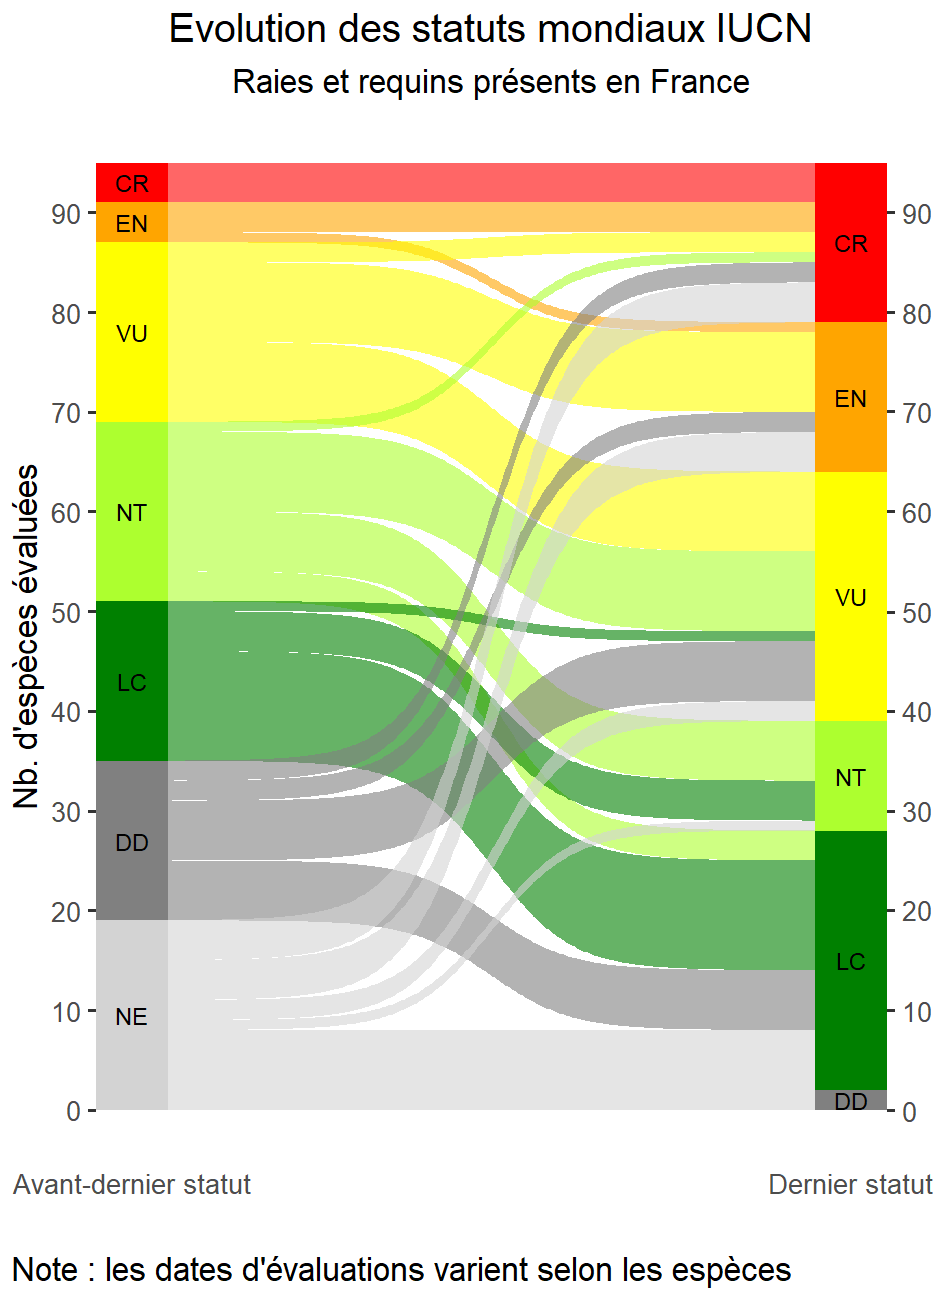 Evolution des statuts mondiaux IUCN
Raies et requins présents en France
CR
EN
VU
NT
LC
DD
NE
90
80
70
60
50
40
30
20
10
0
Nb. d'espèces évaluées
CR
EN
VU
NT
LC
DD
90
80
70
60
50
40
30
20
10
0
Avant-dernier statut
Dernier statut
Note : les dates d'évaluations varient selon les espèces